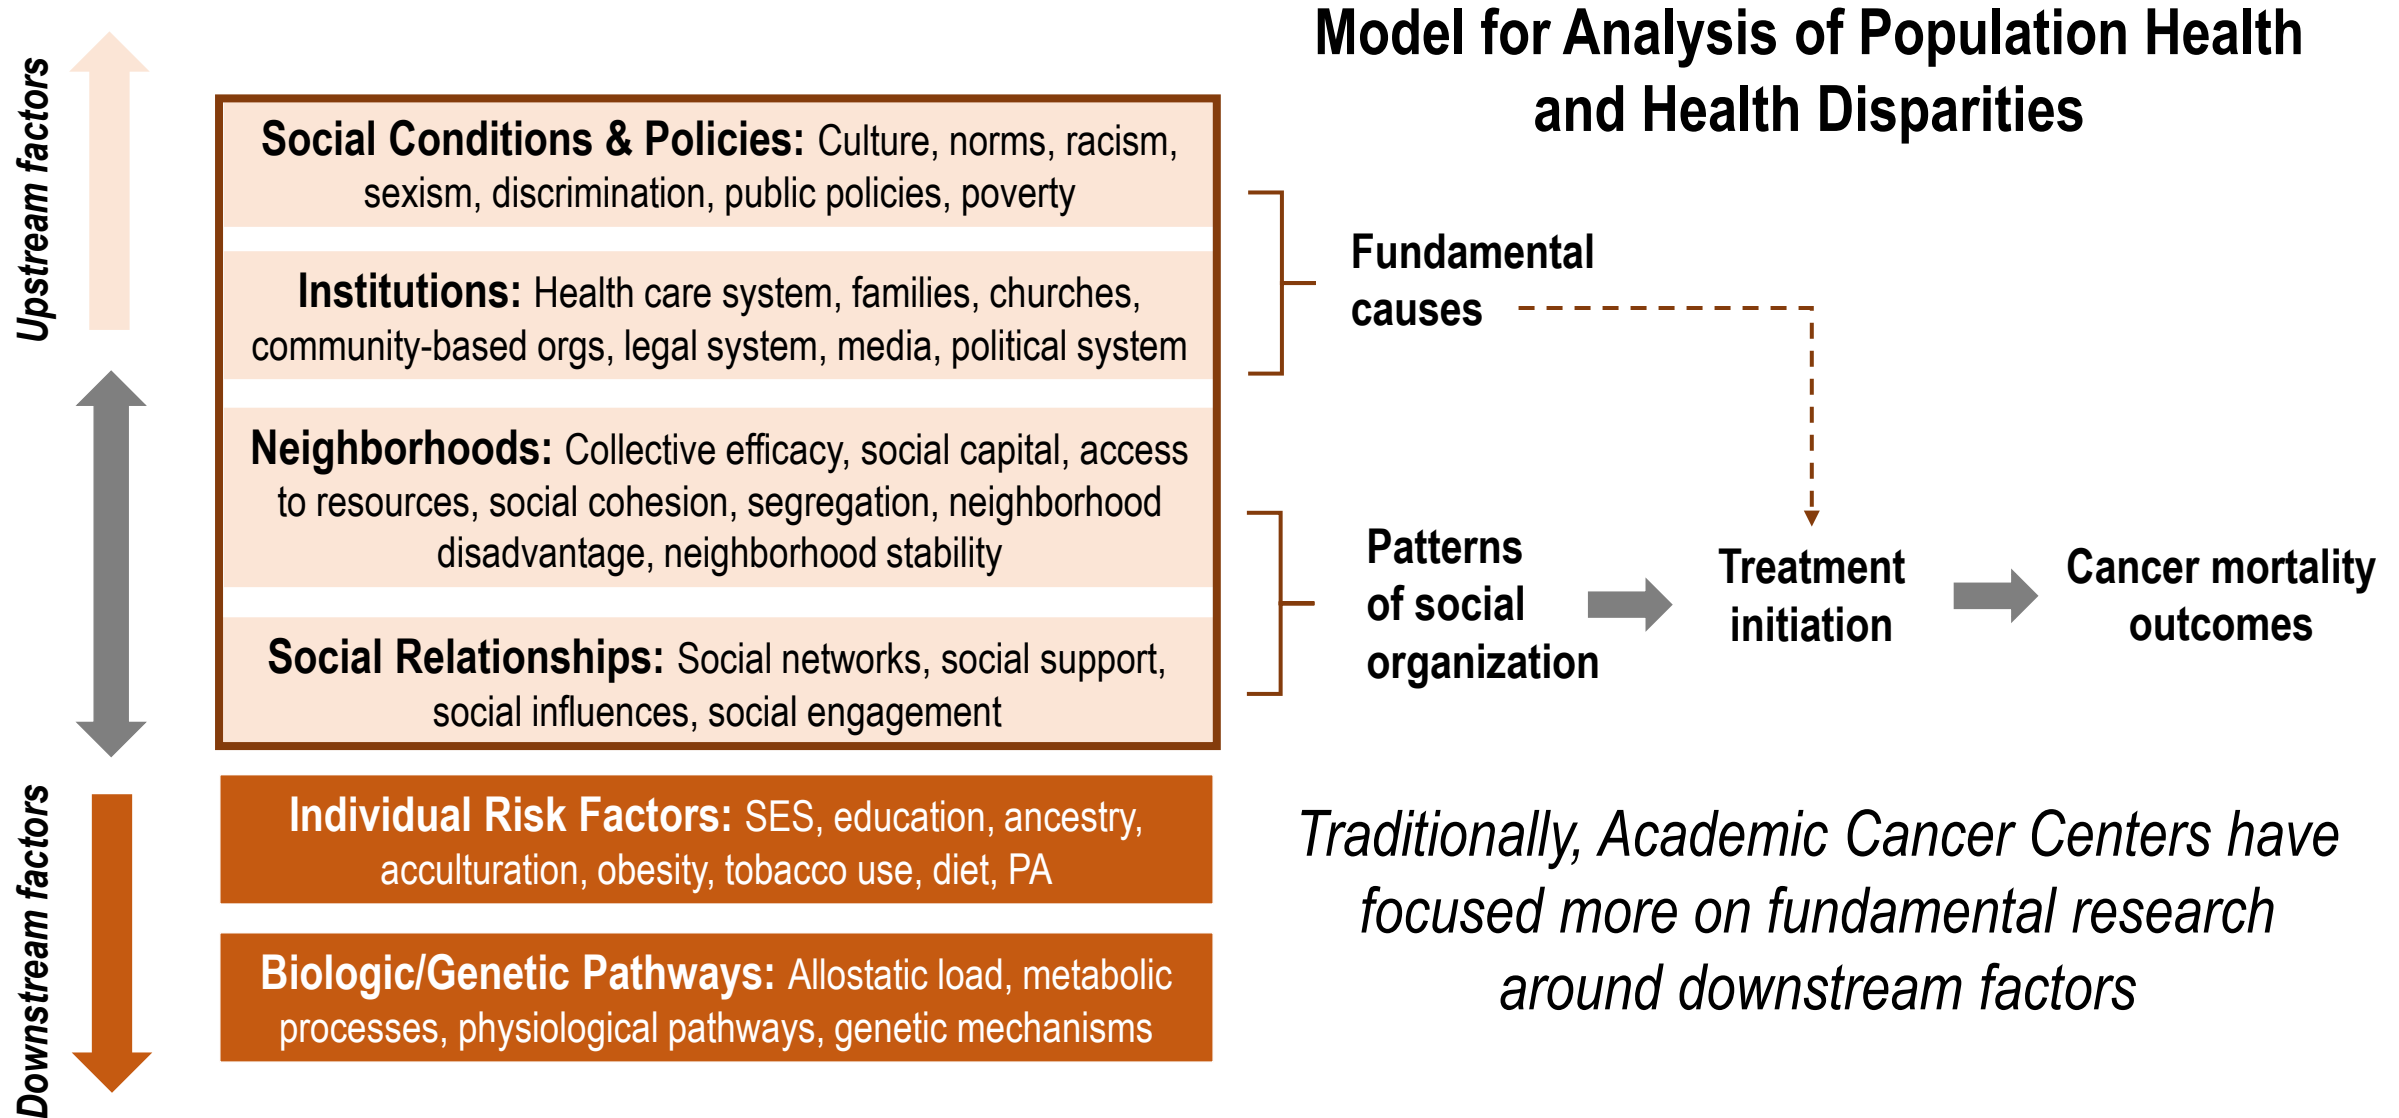 Model for Analysis of Population Health
and Health Disparities
Upstream factors
Social Conditions & Policies: Culture, norms, racism,
sexism, discrimination, public policies, poverty
Institutions: Health care system, families, churches,
community-based orgs, legal system, media, political system
Neighborhoods: Collective efficacy, social capital, access
to resources, social cohesion, segregation, neighborhood
disadvantage, neighborhood stability
Social Relationships: Social networks, social support,
social influences, social engagement
Fundamental
causes
Patterns
of social
organization
Treatment
initiation
Cancer mortality
outcomes
Downstream factors
Individual Risk Factors: SES, education, ancestry,
acculturation, obesity, tobacco use, diet, PA
Biologic/Genetic Pathways: Allostatic load, metabolic
processes, physiological pathways, genetic mechanisms
Traditionally, Academic Cancer Centers have
focused more on fundamental research
around downstream factors